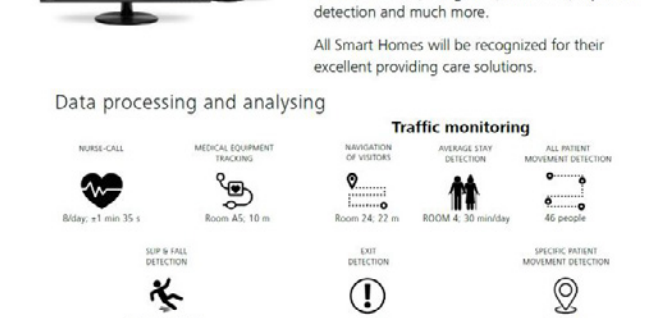 detection and much more.
All Smart Homes will be recognized for their
excellent providing care solutions.
Data processing and analysing
Traffic monitoring
NURSE-CALL
8/day; ±1 min 35 s
MEDICAL EQUIPMENT
TRACKING
Room A5; 10 m
NAVIGATION
OF VISITORS
Room 24; 22 m
AVERAGE STAY
DETECTION
ROOM 4; 30 min/day
ALL PATIENT
MOVEMENT DETECTION
46 people
SLIP & FALL
DETECTION
EXIT
DETECTION
SPECIFIC PATIENT
MOVEMENT DETECTION